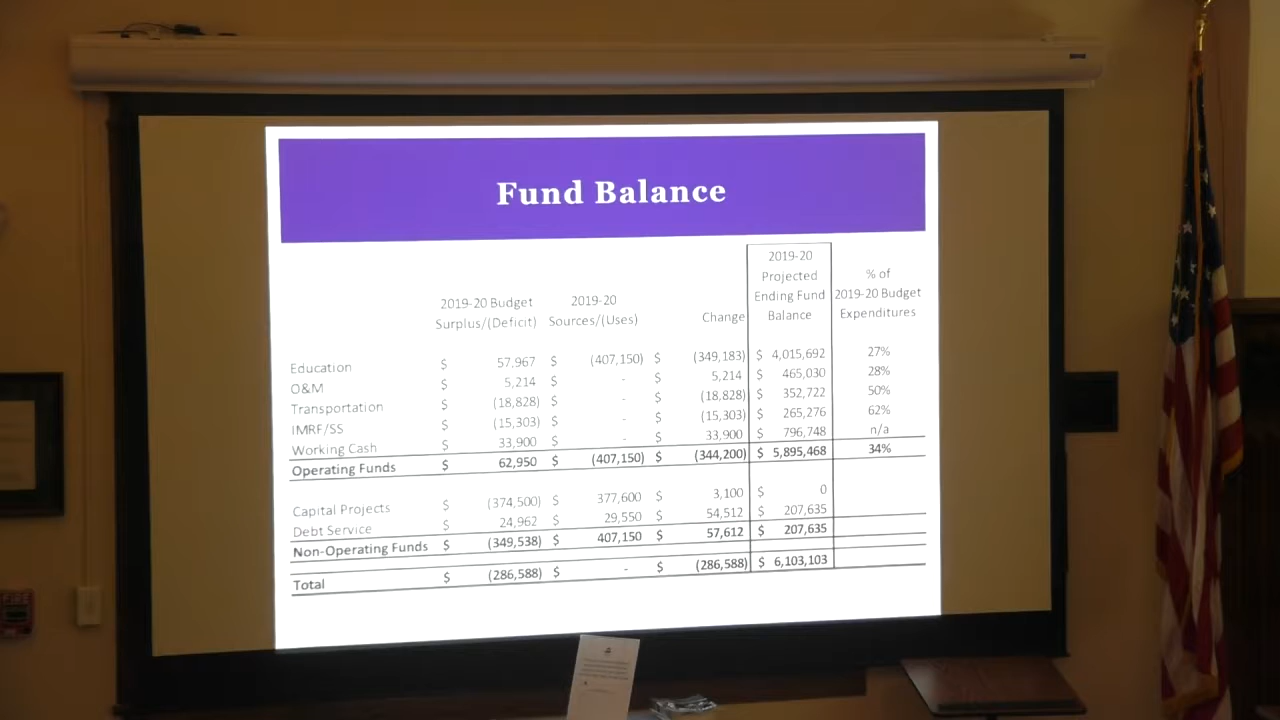 Fund Balance
2019-20
Projected
Ending Fund
Balance
% of
2019-20 Budget
Expenditures
2019-20 Budget
Surplus/(Deficit)
2019-20
Sources/(Uses)
Change
Education $ 57,967 $ (407,150) $ (349,183) $ 4,015,692 27%
O&M $ 5,214 $ - $ 5,214 $ 465,030 28%
Transportation $ (18,828) $ - $ (18,828) $ 352,722 50%
IMRF/SS $ (15,303) $ - $ (15,303) $ 265,276 62%
Working Cash $ 33,900 $ - $ 33,900 $ 796,748 n/a
Operating Funds $ 62,950 $ (407,150) $ (344,200) $ 5,895,468 34%
Capital Projects $ (374,500) $ 377,600 $ 3,100 $ 0
Debt Service $ 24,962 $ 29,550 $ 54,512 $ 207,635
Non-Operating Funds $ (349,538) $ 407,150 $ 57,612 $ 207,635
Total $ (286,588) $ - $ (286,588) $ 6,103,103
FIRE